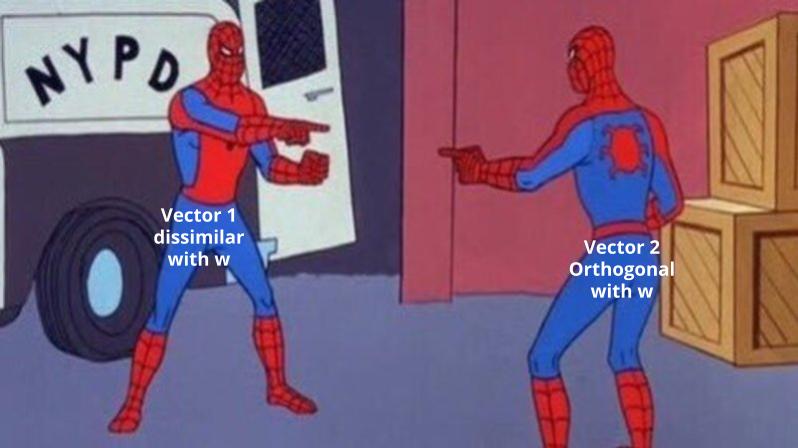 NYPD
Vector 1
dissimilar
with w
Vector 2
Orthogonal
with w